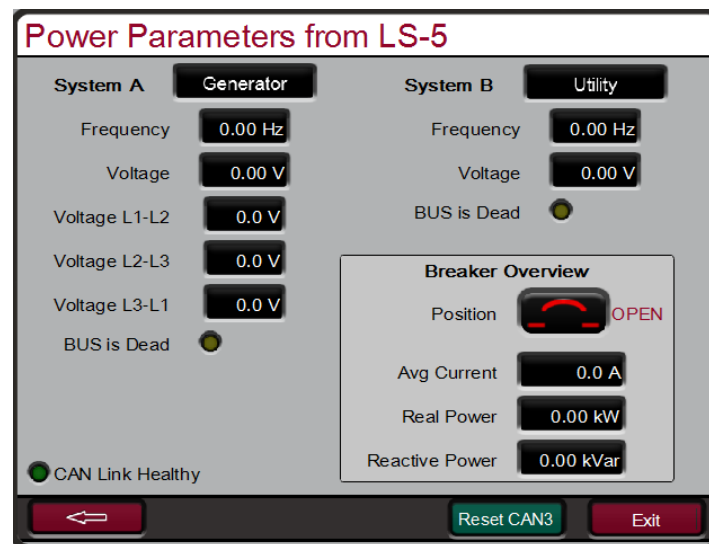 Power Parameters from LS-5
System A Generator
Frequency 0.00 Hz
Voltage 0.00 V
Voltage L1-L2 0.0 V
Voltage L2-L3 0.0 V
Voltage L3-L1 0.0 V
BUS is Dead
CAN Link Healthy
System B Utility
Frequency 0.00 Hz
Voltage 0.00 V
BUS is Dead
Breaker Overview
Position OPEN
Avg Current 0.0 A
Real Power 0.00 kW
Reactive Power 0.00 kVar
Reset CAN3
Exit